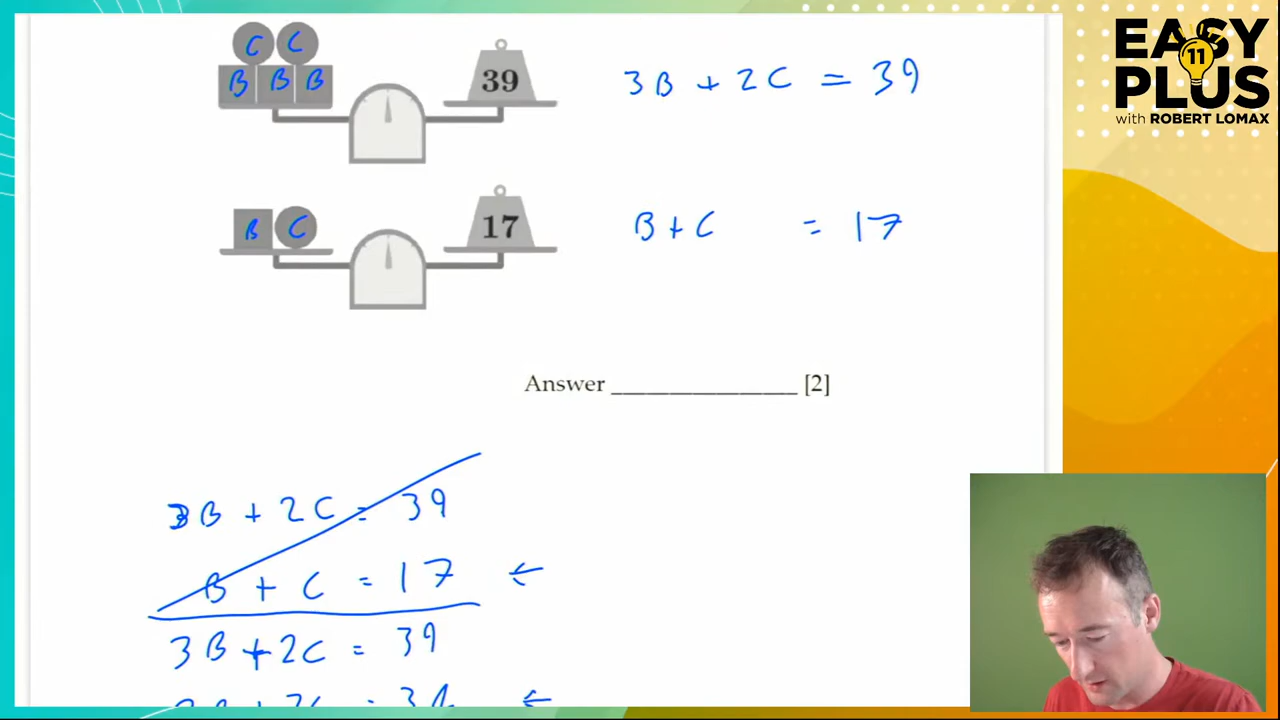 C C
B B B
39
3B + 2C = 39
EASY
11
PLUS
with ROBERT LOMAX
B C
17
B + C = 17
Answer ______________ [2]
3B + 2C = 39
B + C = 17 ←
3B + 2C = 39